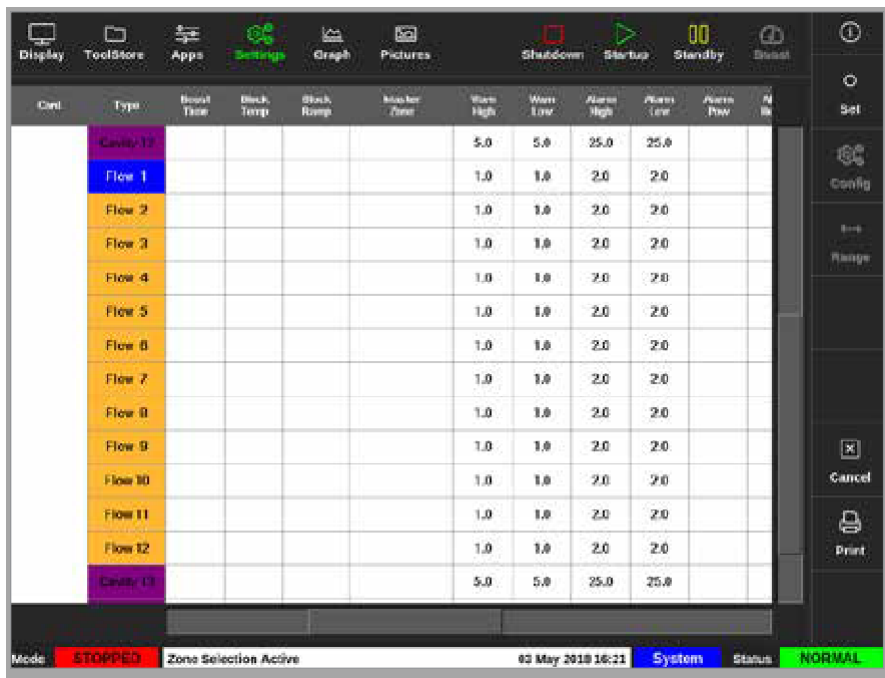 Display ToolStore Apps Settings Graph Pictures Shutdown Startup Standby Boost
Set
Config
Range
Cancel
Print
Card Type Boost Time Block Temp Block Ramp Master Zone Warn High Warn Low Alarm High Alarm Low Alarm Pow
Cavity 12 5.0 5.0 25.0 25.0
Flow 1 1.0 1.0 2.0 2.0
Flow 2 1.0 1.0 2.0 2.0
Flow 3 1.0 1.0 2.0 2.0
Flow 4 1.0 1.0 2.0 2.0
Flow 5 1.0 1.0 2.0 2.0
Flow 6 1.0 1.0 2.0 2.0
Flow 7 1.0 1.0 2.0 2.0
Flow 8 1.0 1.0 2.0 2.0
Flow 9 1.0 1.0 2.0 2.0
Flow 10 1.0 1.0 2.0 2.0
Flow 11 1.0 1.0 2.0 2.0
Flow 12 1.0 1.0 2.0 2.0
Cavity 13 5.0 5.0 25.0 25.0
Mode STOPPED Zone Selection Active 03 May 2018 16:21 System Status NORMAL